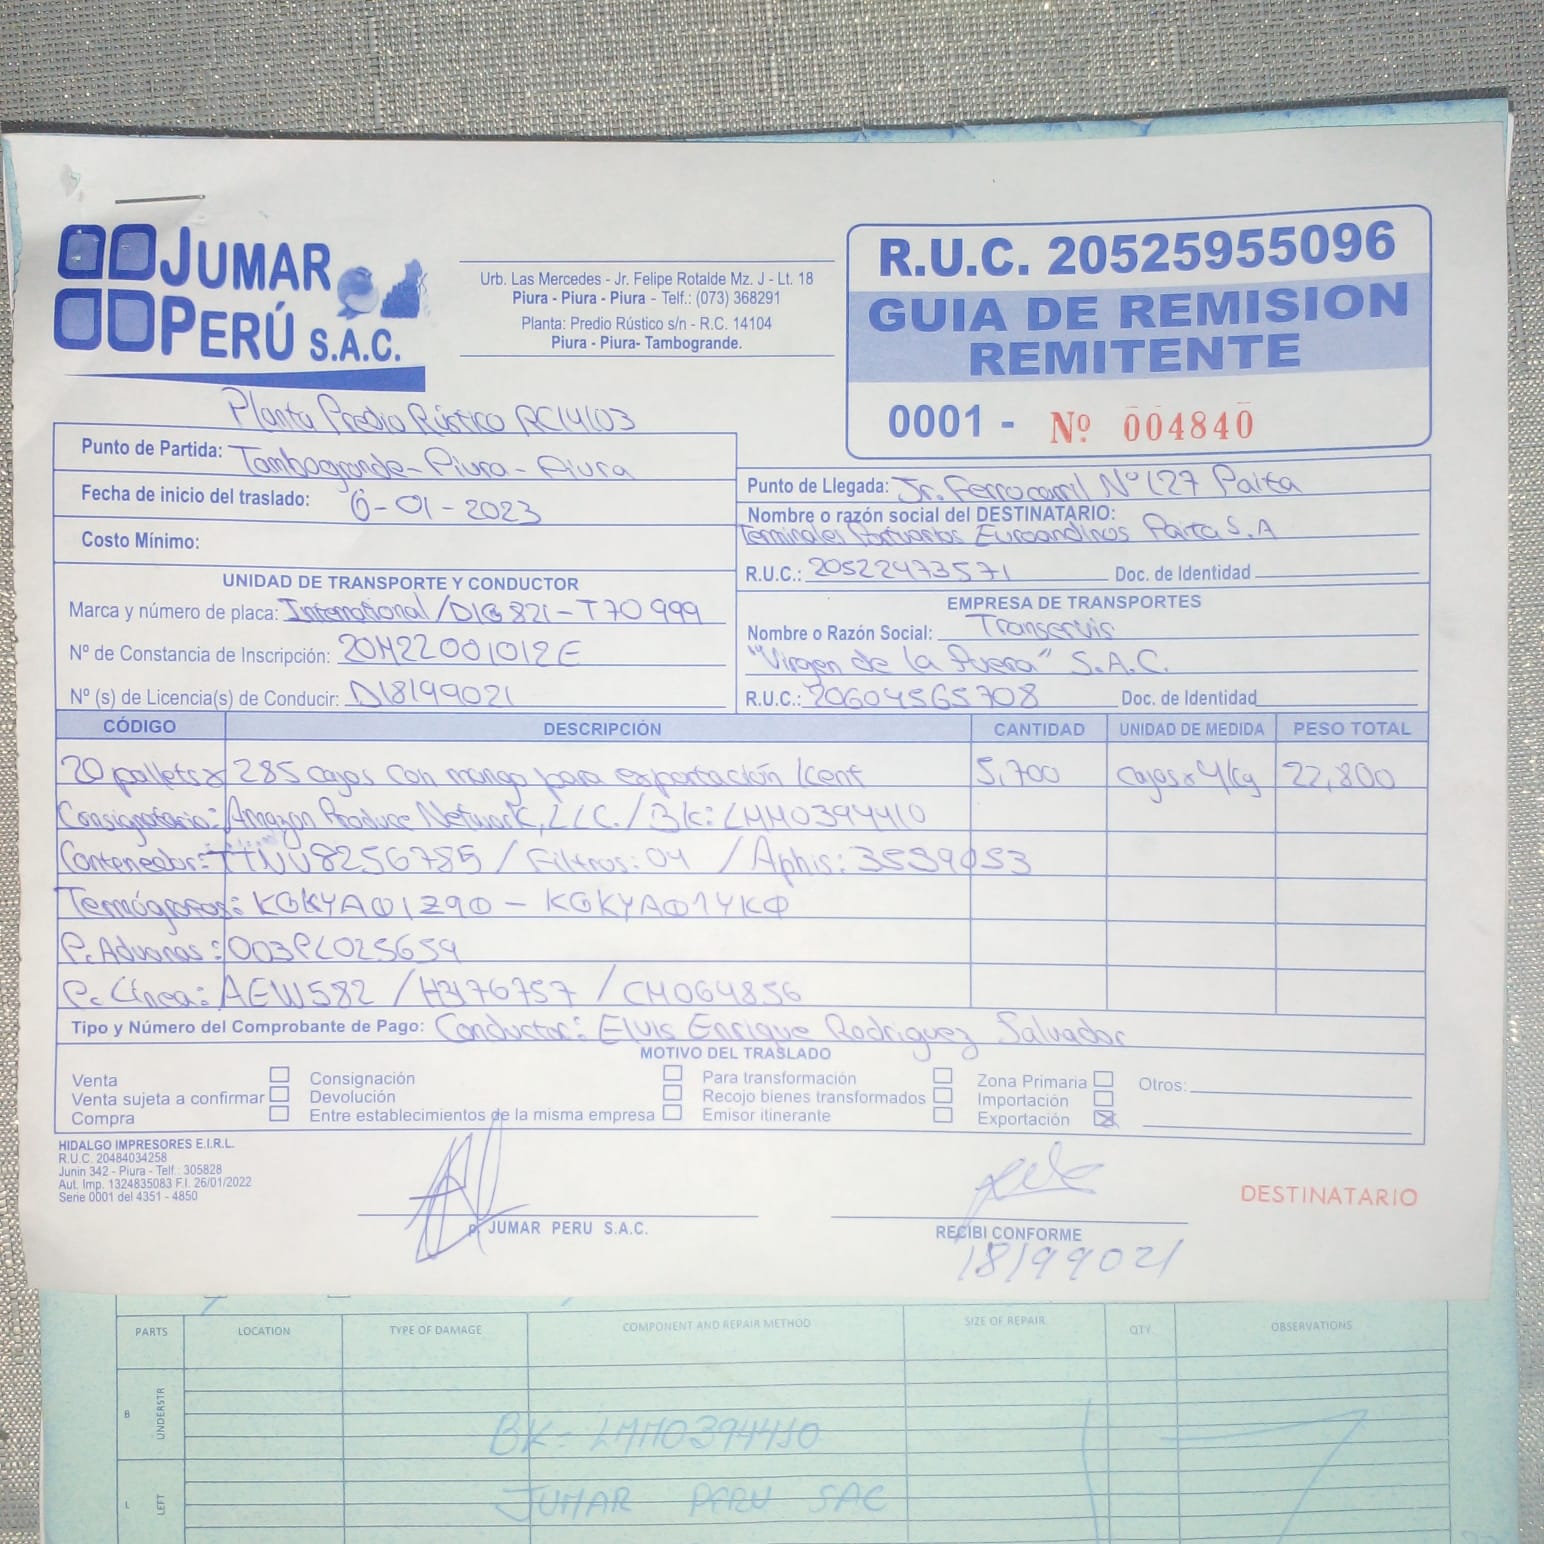 JUMAR
PERÚ S.A.C.
Urb. Las Mercedes - Jr. Felipe Rotalde Mz. J - Lt. 18
Piura - Piura - Piura - Telf.: (073) 368291
Planta: Predio Rústico s/n - R.C. 14104
Piura - Piura- Tambogrande.
R.U.C. 20525955096
GUIA DE REMISION
REMITENTE
0001 - Nº 004840
Planta Predio Rústico RC14103
Punto de Partida: Tambogrande-Piura-Piura
Fecha de inicio del traslado: 6-01-2023
Costo Mínimo:
Punto de Llegada: Jr. Ferrocarril Nº 127 Paita
Nombre o razón social del DESTINATARIO:
Terminales Portuarios Euroandinos Paita S.A
R.U.C.: 20522473571 Doc. de Identidad
UNIDAD DE TRANSPORTE Y CONDUCTOR
Marca y número de placa: International/D1G821-T70999
Nº de Constancia de Inscripción: 20M22001012E
Nº (s) de Licencia(s) de Conducir: D18199021
EMPRESA DE TRANSPORTES
Nombre o Razón Social: Transervis
"Virgen de la Puera" S.A.C.
R.U.C.: 20604565708 Doc. de Identidad
CÓDIGO DESCRIPCIÓN CANTIDAD UNIDAD DE MEDIDA PESO TOTAL
20 pallets x 285 cajas con mango para exportación Kent 5,700 cajas x 4kg 22,800
Consignatario: Amazon Produce Network, LLC. / Bk: LMM0394410
Contenedor: TTNU8256785 / Filtros: 04 / Aphis: 3539053
Termógrafos: KGKYA01290 - KGKYA014K0
P. Aduanas: 003PL025659
P. Línea: AEW582 / H3176757 / CM064856
Tipo y Número del Comprobante de Pago: Conductor: Elvis Enrique Rodriguez Salvador
MOTIVO DEL TRASLADO
Venta Consignación Para transformación Zona Primaria Otros:
Venta sujeta a confirmar Devolución Recojo bienes transformados Importación
Compra Entre establecimientos de la misma empresa Emisor itinerante Exportación
HIDALGO IMPRESORES E.I.R.L.
R.U.C. 20484034258
Junin 342 - Piura - Telf.: 305828
Aut. Imp. 1324835083 F.I. 26/01/2022
Serie 0001 del 4351 - 4850
p. JUMAR PERU S.A.C.
RECIBI CONFORME
18199021
DESTINATARIO
PARTS LOCATION TYPE OF DAMAGE COMPONENT AND REPAIR METHOD SIZE OF REPAIR QTY OBSERVATIONS
B UNDERSTR
BK: LMM0394410
L LEFT
JUMAR PERU SAC